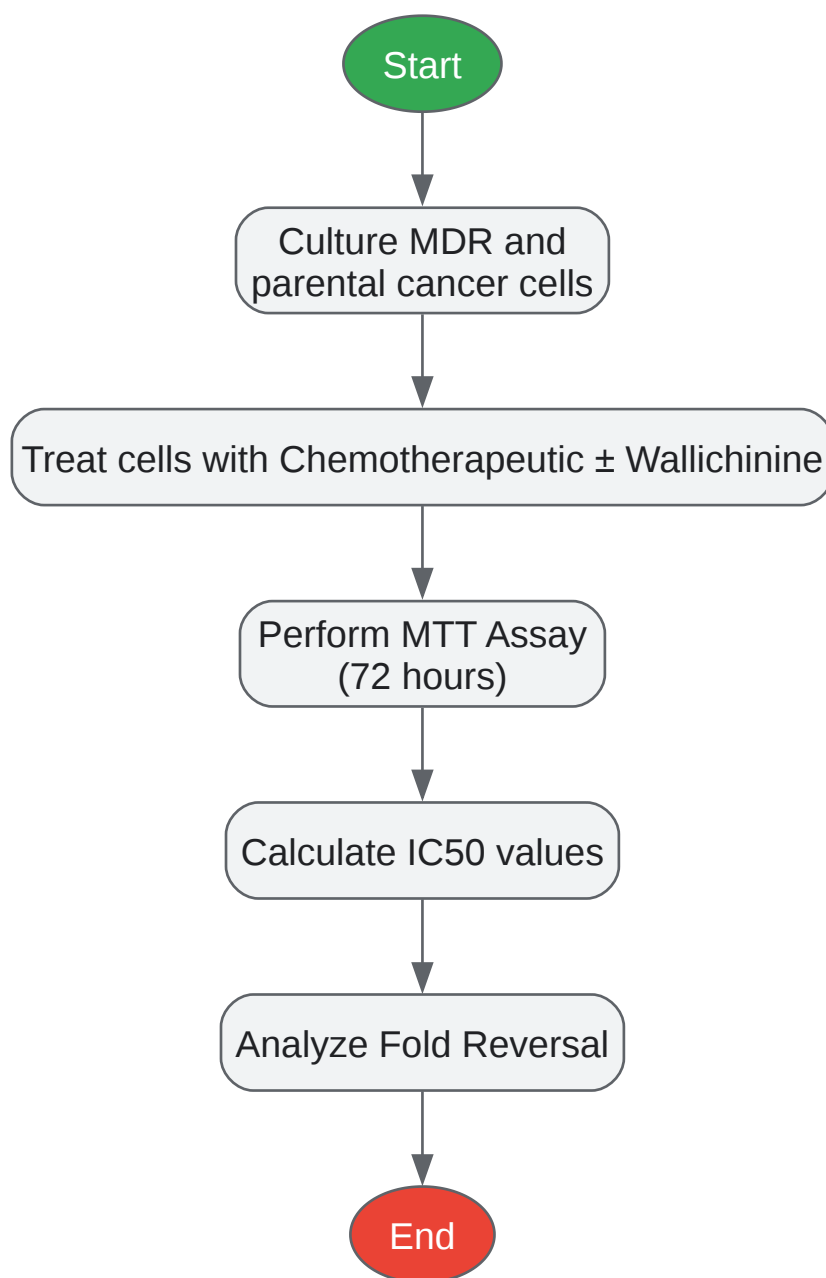 Start
Culture MDR and
parental cancer cells
Treat cells with Chemotherapeutic ± Wallichinine
Perform MTT Assay
(72 hours)
Calculate IC50 values
Analyze Fold Reversal
End